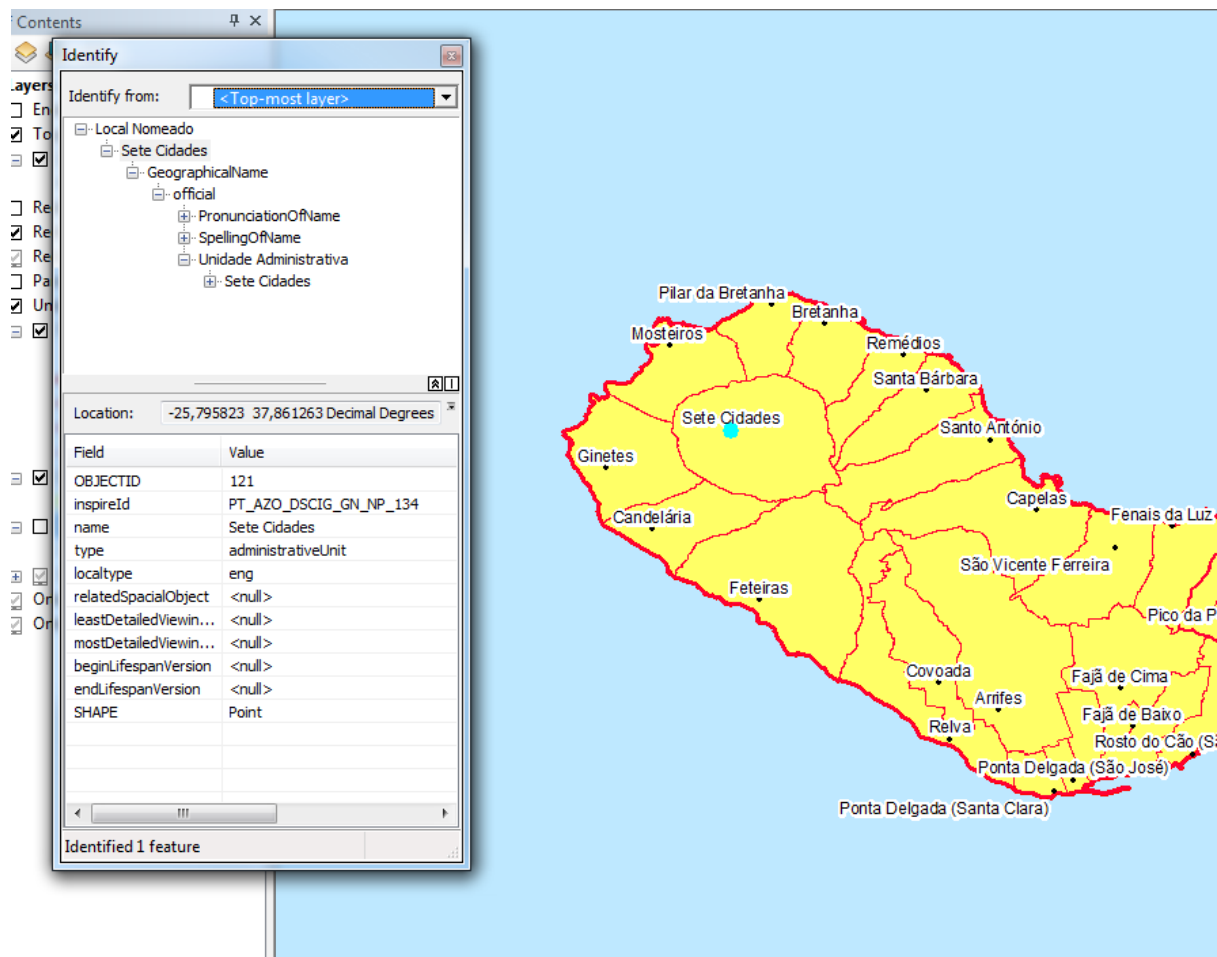 Contents
Layers
En
To
Re
Re
Re
Pa
Un
On
On
Identify
Identify from:
<Top-most layer>
Local Nomeado
Sete Cidades
GeographicalName
official
PronunciationOfName
SpellingOfName
Unidade Administrativa
Sete Cidades
Location: -25,795823 37,861263 Decimal Degrees
Field Value
OBJECTID 121
inspireId PT_AZO_DSCIG_GN_NP_134
name Sete Cidades
type administrativeUnit
localtype eng
relatedSpacialObject <null>
leastDetailedViewin... <null>
mostDetailedViewin... <null>
beginLifespanVersion <null>
endLifespanVersion <null>
SHAPE Point
Identified 1 feature
Pilar da Bretanha
Bretanha
Mosteiros
Remédios
Santa Bárbara
Sete Cidades
Santo António
Ginetes
Capelas
Candelária
Fenais da Luz
São Vicente Ferreira
Feteiras
Pico da P
Covoada
Fajã de Cima
Arrifes
Fajã de Baixo
Relva
Rosto do Cão (Sã
Ponta Delgada (São José)
Ponta Delgada (Santa Clara)